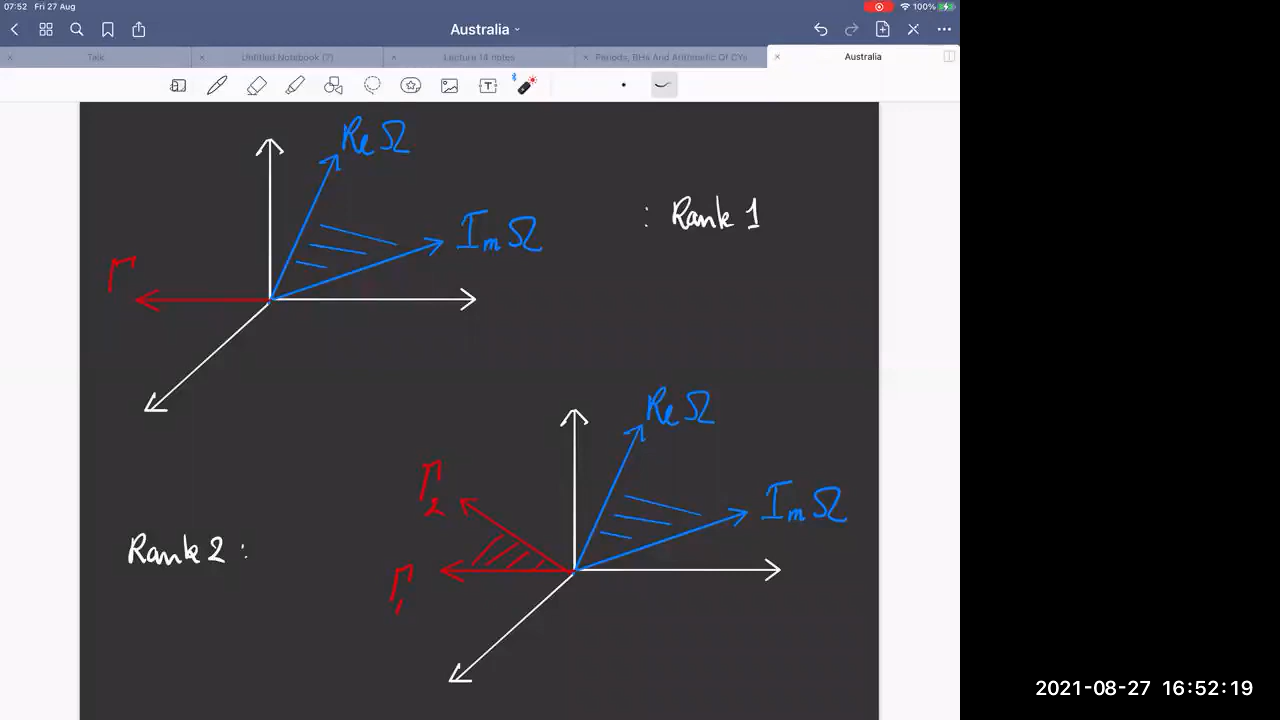 07:52 Fri 27 Aug
100%
Australia
Talk
Untitled Notebook (7)
Lecture 14 notes
Periods, BHs And Arithmetic Of CYs
Australia
Re Ω
Im Ω
: Rank 1
Γ
Re Ω
Im Ω
Γ2
Rank 2 :
Γ1
2021-08-27 16:52:19